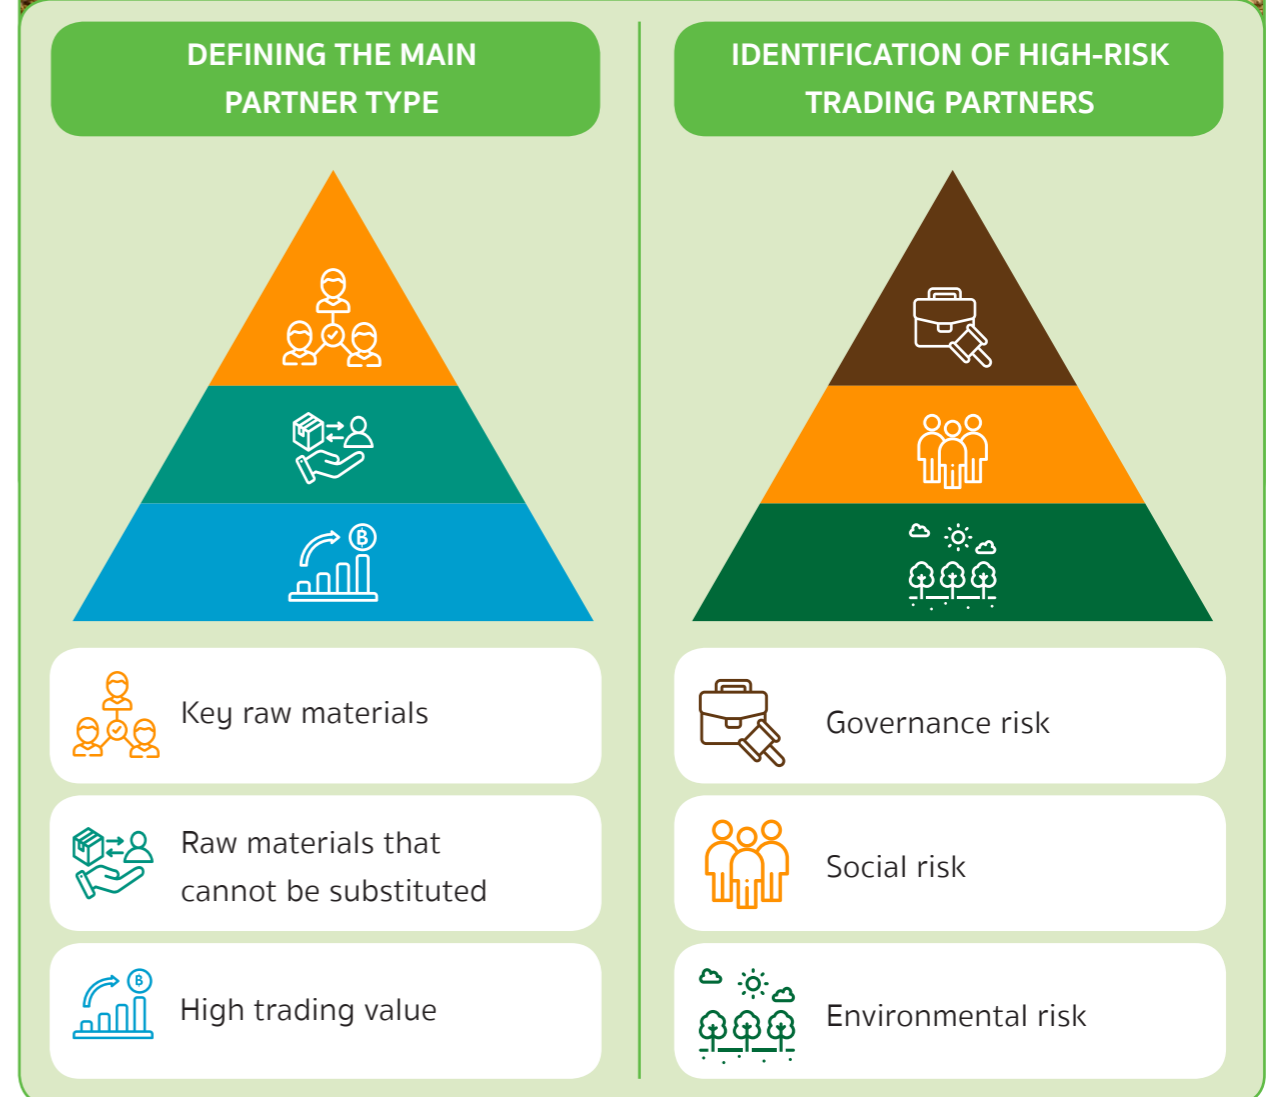 DEFINING THE MAIN
PARTNER TYPE
฿
Key raw materials
Raw materials that
cannot be substituted
฿
High trading value
IDENTIFICATION OF HIGH-RISK
TRADING PARTNERS
Governance risk
Social risk
Environmental risk